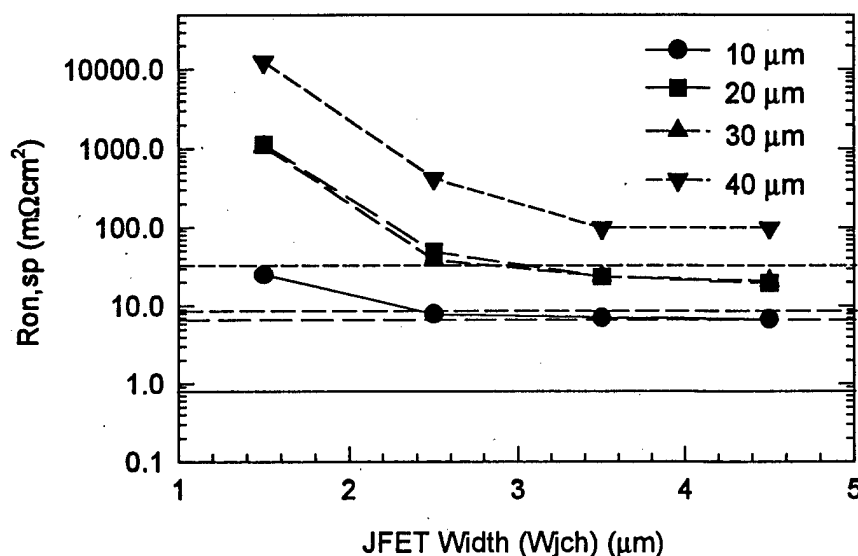 10000.0
1000.0
100.0
10.0
1.0
0.1
Ron,sp (mΩcm²)
1
2
3
4
5
JFET Width (Wjch) (μm)
10 μm
20 μm
30 μm
40 μm